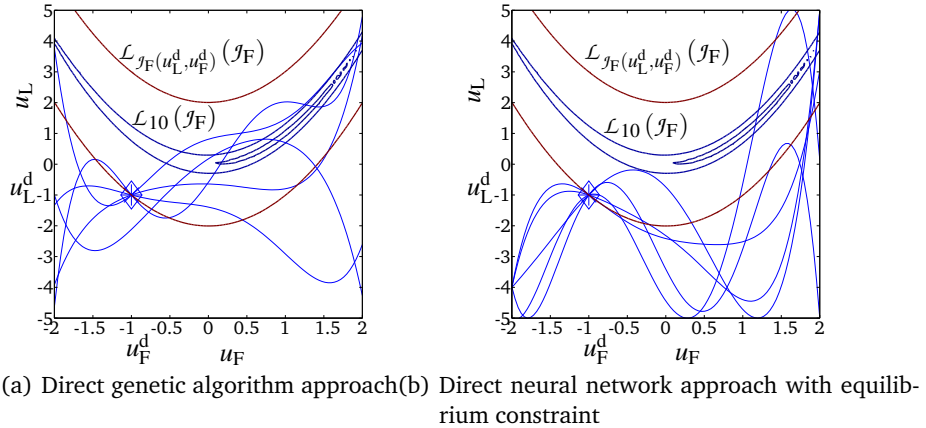 5
4
3
2
1
0
-1
-2
-3
-4
-5
u_L
u_L^d
ℒ_{𝒥_F(u_L^d,u_F^d)}(𝒥_F)
ℒ_{10}(𝒥_F)
-2 -1.5 -1 -0.5 0 0.5 1 1.5 2
u_F^d u_F
5
4
3
2
1
0
-1
-2
-3
-4
-5
u_L
u_L^d
ℒ_{𝒥_F(u_L^d,u_F^d)}(𝒥_F)
ℒ_{10}(𝒥_F)
-2 -1.5 -1 -0.5 0 0.5 1 1.5 2
u_F^d u_F
(a) Direct genetic algorithm approach
(b) Direct neural network approach with equilib-
rium constraint